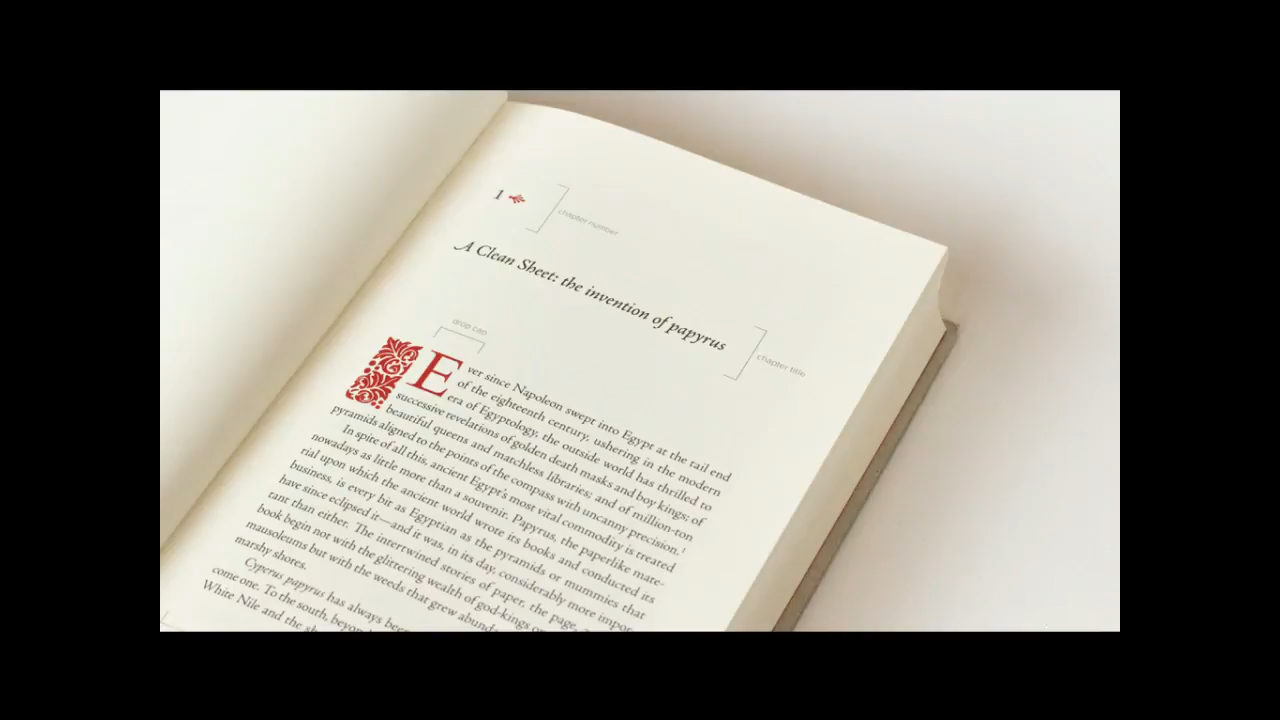 1
chapter number
A Clean Sheet: the invention of papyrus
drop cap
chapter title
Ever since Napoleon swept into Egypt at the tail end
of the eighteenth century, ushering in the modern
era of Egyptology, the outside world has thrilled to
successive revelations of golden death masks and boy kings; of
beautiful queens and matchless libraries; and of million-ton
pyramids aligned to the points of the compass with uncanny precision.1
In spite of all this, ancient Egypt's most vital commodity is treated
nowadays as little more than a souvenir. Papyrus, the paperlike mate-
rial upon which the ancient world wrote its books and conducted its
business, is every bit as Egyptian as the pyramids or mummies that
have since eclipsed it—and it was, in its day, considerably more impor-
tant than either. The intertwined stories of paper, the page,
book begin not with the glittering wealth of god-kings
mausoleums but with the weeds that grew
marshy shores.
Cyperus papyrus has always been
come one. To the south,
White Nile and the